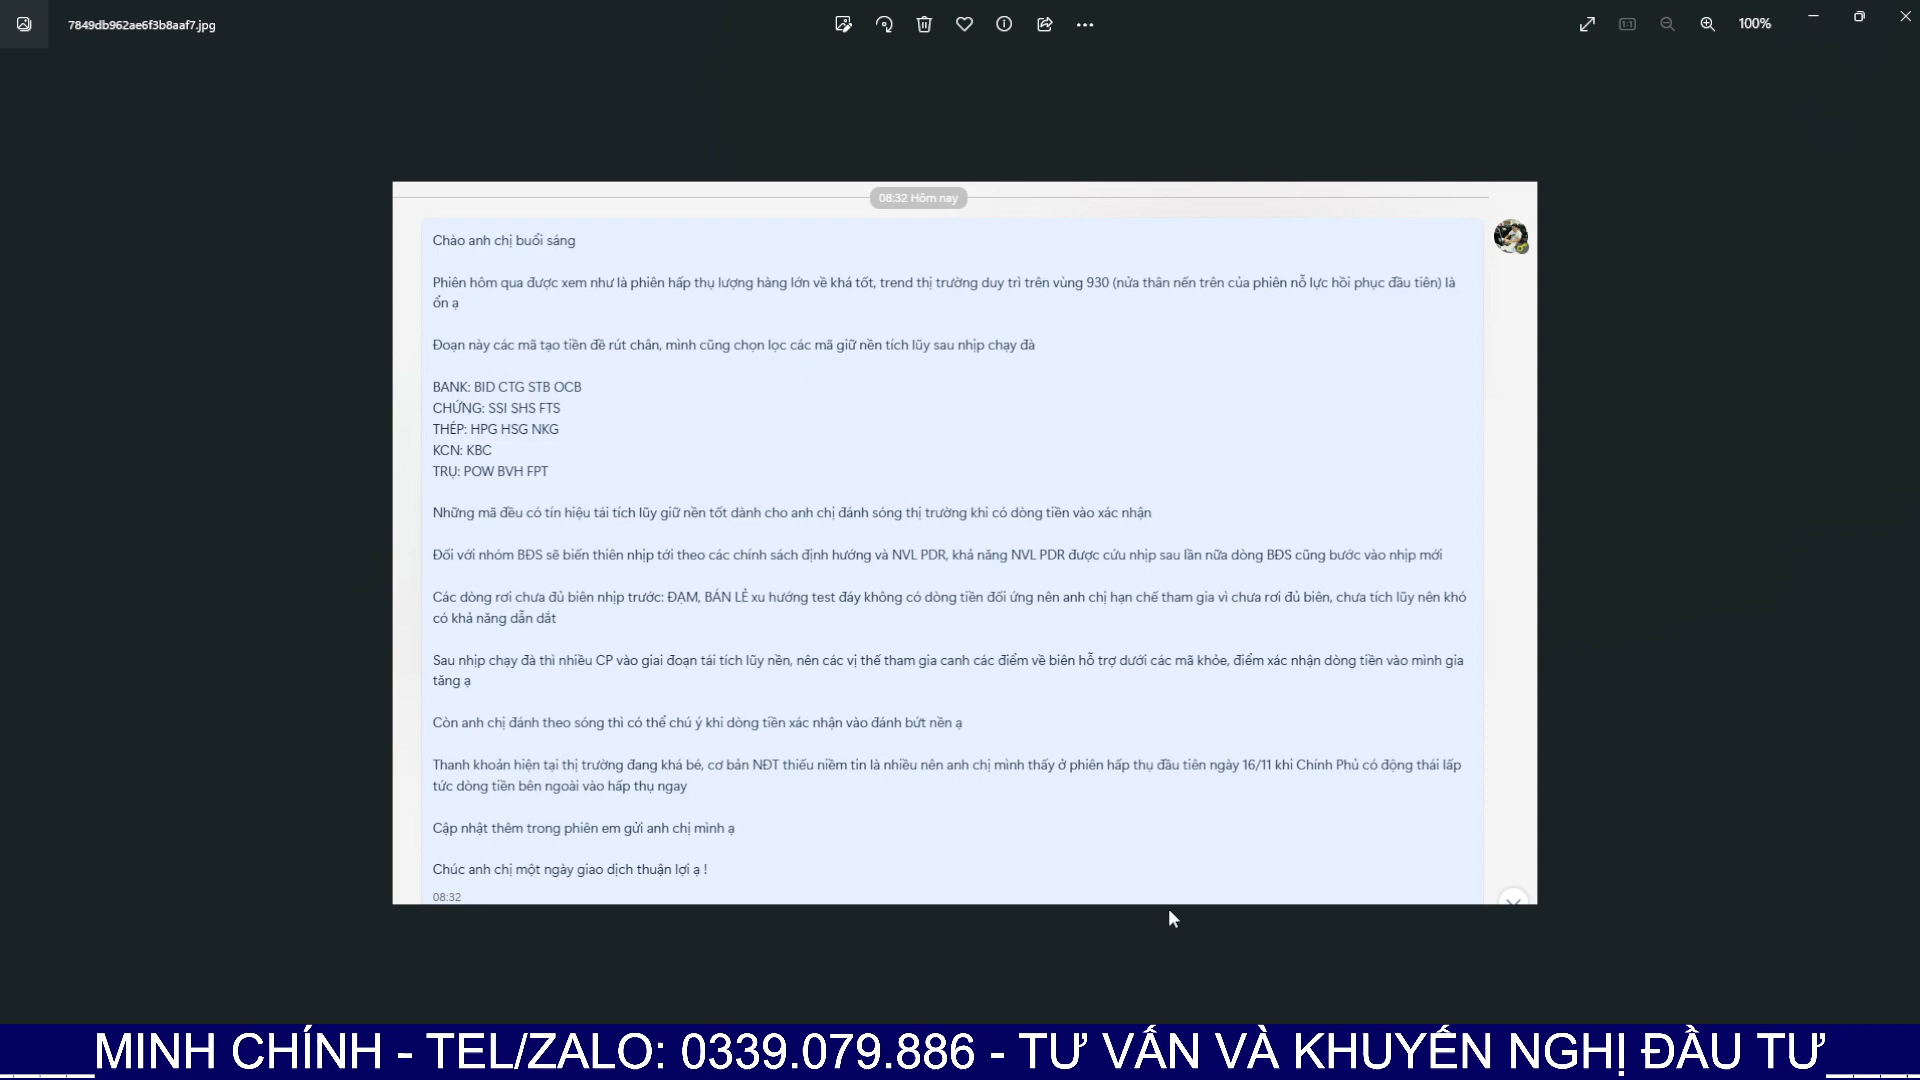 7849db962ae6f3b8aaf7.jpg
100%
08:32 Hôm nay
Chào anh chị buổi sáng
Phiên hôm qua được xem như là phiên hấp thụ lượng hàng lớn về khá tốt, trend thị trường duy trì trên vùng 930 (nửa thân nến trên của phiên nỗ lực hồi phục đầu tiên) là
ổn ạ
Đoạn này các mã tạo tiền đề rút chân, mình cũng chọn lọc các mã giữ nền tích lũy sau nhịp chạy đà
BANK: BID CTG STB OCB
CHỨNG: SSI SHS FTS
THÉP: HPG HSG NKG
KCN: KBC
TRỤ: POW BVH FPT
Những mã đều có tín hiệu tái tích lũy giữ nền tốt dành cho anh chị đánh sóng thị trường khi có dòng tiền vào xác nhận
Đối với nhóm BĐS sẽ biến thiên nhịp tới theo các chính sách định hướng và NVL PDR, khả năng NVL PDR được cứu nhịp sau lần nữa dòng BĐS cũng bước vào nhịp mới
Các dòng rơi chưa đủ biên nhịp trước: ĐẠM, BÁN LẺ xu hướng test đáy không có dòng tiền đối ứng nên anh chị hạn chế tham gia vì chưa rơi đủ biên, chưa tích lũy nên khó
có khả năng dẫn dắt
Sau nhịp chạy đà thì nhiều CP vào giai đoạn tái tích lũy nền, nên các vị thế tham gia canh các điểm về biên hỗ trợ dưới các mã khỏe, điểm xác nhận dòng tiền vào mình gia
tăng ạ
Còn anh chị đánh theo sóng thì có thể chú ý khi dòng tiền xác nhận vào đánh bứt nền ạ
Thanh khoản hiện tại thị trường đang khá bé, cơ bản NĐT thiếu niềm tin là nhiều nên anh chị mình thấy ở phiên hấp thụ đầu tiên ngày 16/11 khi Chính Phủ có động thái lấp
tức dòng tiền bên ngoài vào hấp thụ ngay
Cập nhật thêm trong phiên em gửi anh chị mình ạ
Chúc anh chị một ngày giao dịch thuận lợi ạ !
08:32
____MINH CHÍNH - TEL/ZALO: 0339.079.886 - TƯ VẤN VÀ KHUYẾN NGHỊ ĐẦU TƯ____